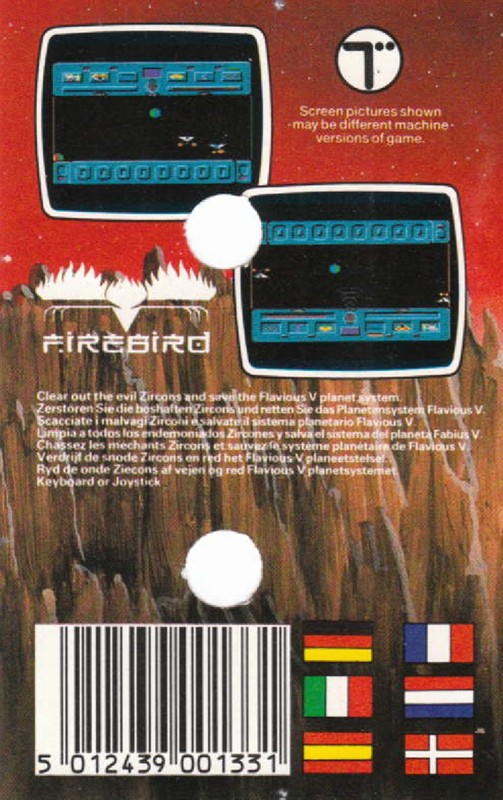 Screen pictures shown
-may be different machine-
versions of game.
FIREBIRD
Clear out the evil Zircons and save the Flavious V planet system.
Zerstoren Sie die boshaften Zircons und retten Sie das Planetensystem Flavious V.
Scacciate i malvagi Zirconi e salvate il sistema planetario Flavious V.
Limpia a todos los endemoniados Zircones y salva el sistema del planeta Fabius V.
Chassez les méchants Zircons et sauvez le système planétaire de Flavious V.
Verdrijf de snode Zircons en red het Flavious V planeetstelsel.
Ryd de onde Ziecons af vejen og red Flavious V planetsystemet.
Keyboard or Joystick
5 012439 001331